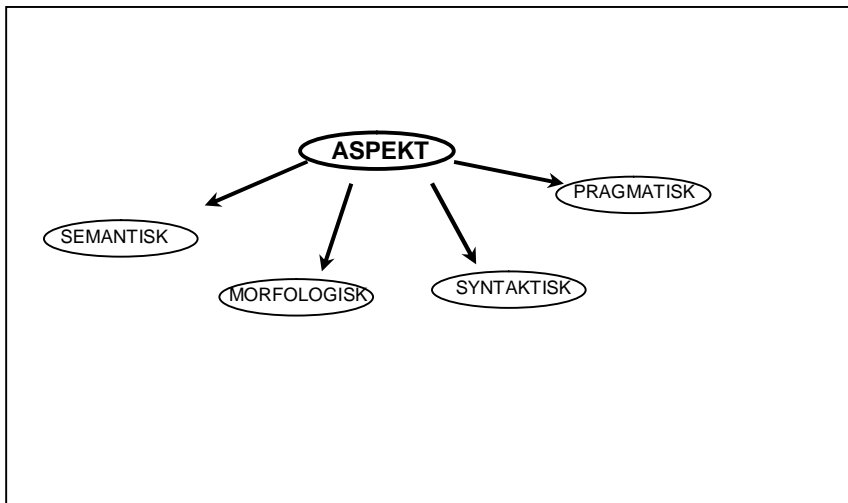 ASPEKT
PRAGMATISK
SEMANTISK
MORFOLOGISK
SYNTAKTISK